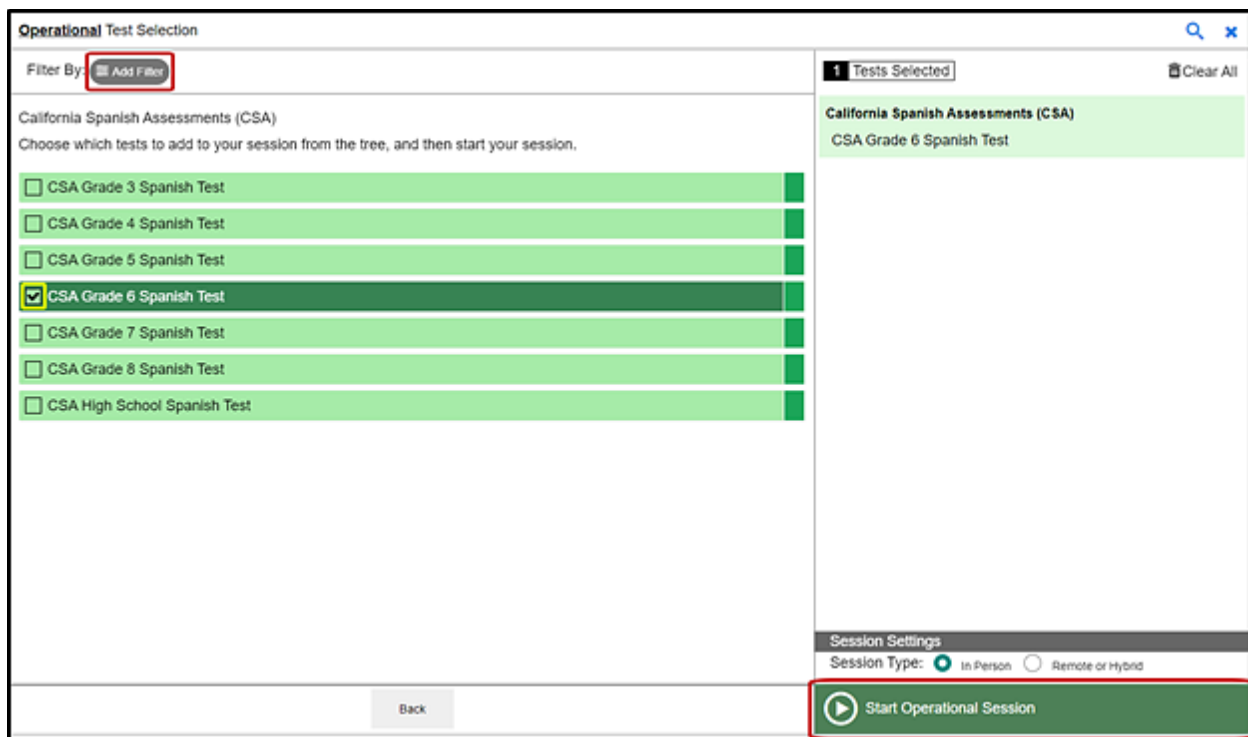 Operational Test Selection
Filter By: Add Filter
California Spanish Assessments (CSA)
Choose which tests to add to your session from the tree, and then start your session.
CSA Grade 3 Spanish Test
CSA Grade 4 Spanish Test
CSA Grade 5 Spanish Test
CSA Grade 6 Spanish Test
CSA Grade 7 Spanish Test
CSA Grade 8 Spanish Test
CSA High School Spanish Test
Back
1 Tests Selected Clear All
California Spanish Assessments (CSA)
CSA Grade 6 Spanish Test
Session Settings
Session Type: In Person Remote or Hybrid
Start Operational Session